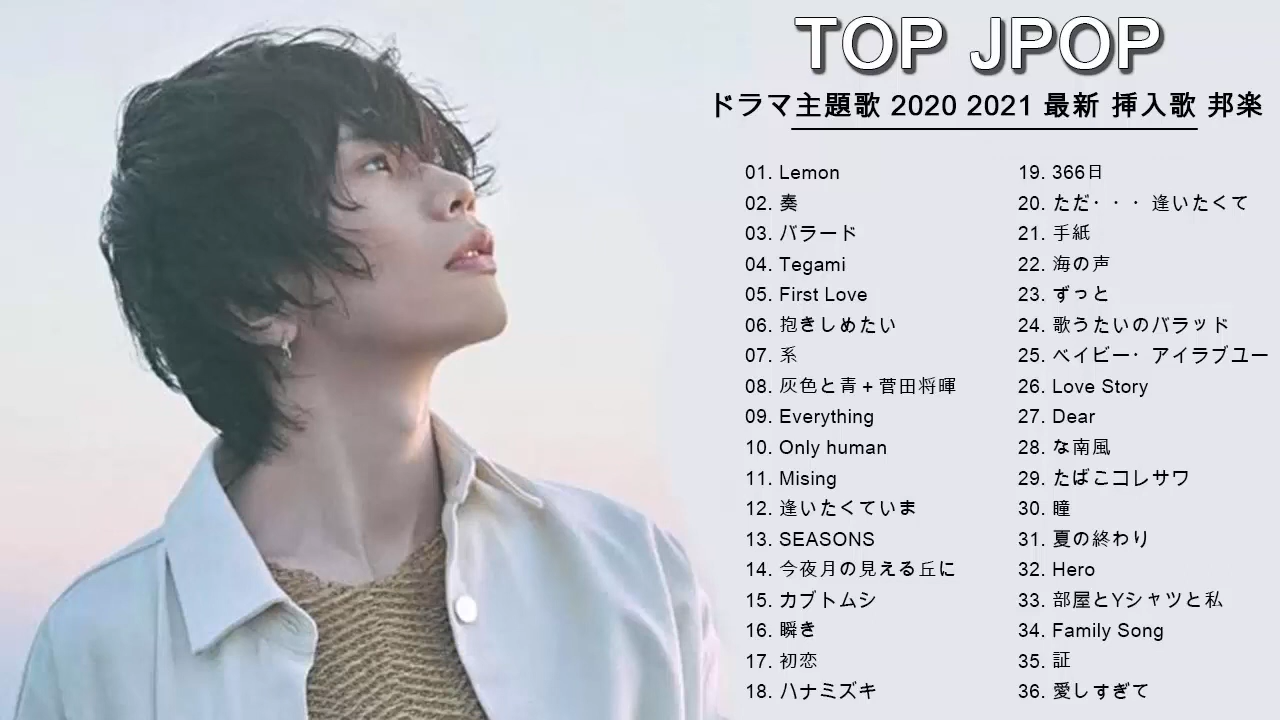 TOP JPOP
ドラマ主題歌 2020 2021 最新 挿入歌 邦楽
01. Lemon
02. 奏
03. バラード
04. Tegami
05. First Love
06. 抱きしめたい
07. 系
08. 灰色と青 + 菅田将暉
09. Everything
10. Only human
11. Mising
12. 逢いたくていま
13. SEASONS
14. 今夜月の見える丘に
15. カブトムシ
16. 瞬き
17. 初恋
18. ハナミズキ
19. 366日
20. ただ・・・ 逢いたくて
21. 手紙
22. 海の声
23. ずっと
24. 歌うたいのバラッド
25. ベイビー・アイラブユー
26. Love Story
27. Dear
28. な南風
29. たばこコレサワ
30. 瞳
31. 夏の終わり
32. Hero
33. 部屋とYシャツと私
34. Family Song
35. 証
36. 愛しすぎて